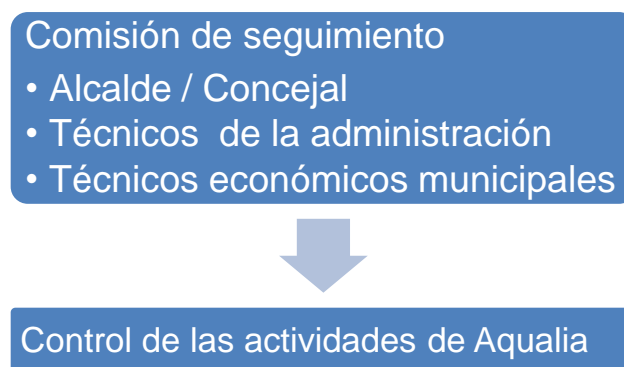 Comisión de seguimiento
• Alcalde / Concejal
• Técnicos de la administración
• Técnicos económicos municipales
Control de las actividades de Aqualia